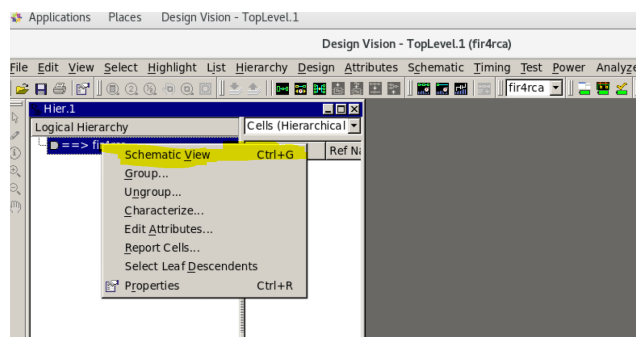 Applications Places Design Vision - TopLevel.1
Design Vision - TopLevel.1 (fir4rca)
File Edit View Select Highlight List Hierarchy Design Attributes Schematic Timing Test Power Analyze
fir4rca
Hier.1
Logical Hierarchy Cells (Hierarchical
==> Ref Na
Schematic View Ctrl+G
Group...
Ungroup...
Characterize...
Edit Attributes...
Report Cells...
Select Leaf Descendents
Properties Ctrl+R